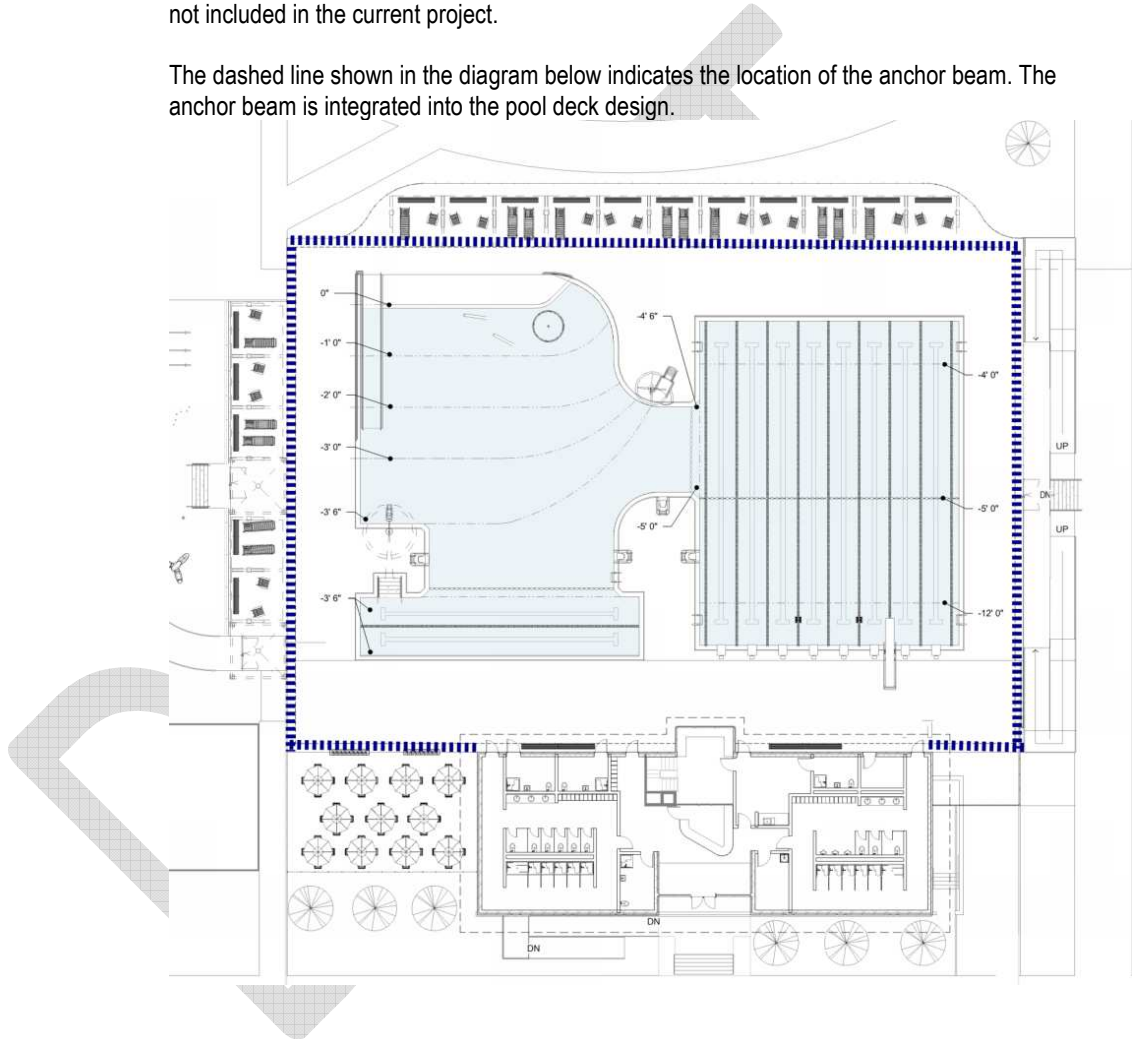 not included in the current project.
The dashed line shown in the diagram below indicates the location of the anchor beam. The
anchor beam is integrated into the pool deck design.
0"
-4' 6"
-1' 0"
-4' 0"
-2' 0"
-3' 0"
UP
DN
-5' 0"
-3' 6"
-5' 0"
UP
-3' 6"
-12' 0"
DN
DN